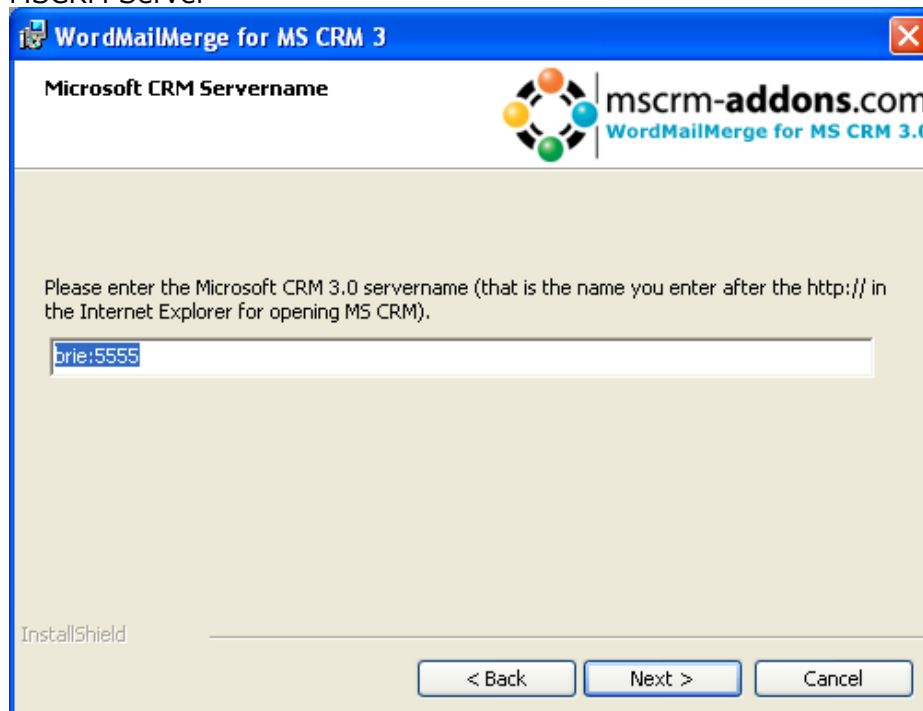 WordMailMerge for MS CRM 3
Microsoft CRM Servername
mscrm-addons.com
WordMailMerge for MS CRM 3.0
Please enter the Microsoft CRM 3.0 servername (that is the name you enter after the http:// in
the Internet Explorer for opening MS CRM).
brie:5555
InstallShield
< Back
Next >
Cancel